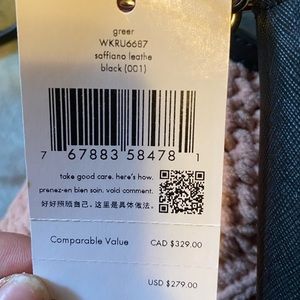 greer
WKRU6687
saffiano leathe
black (001)
7 67883 58478 1
take good care. here's how.
prenez-en bien soin. void comment.
好好照顾自己。这里是具体做法。
Comparable Value CAD $329.00
USD $279.00